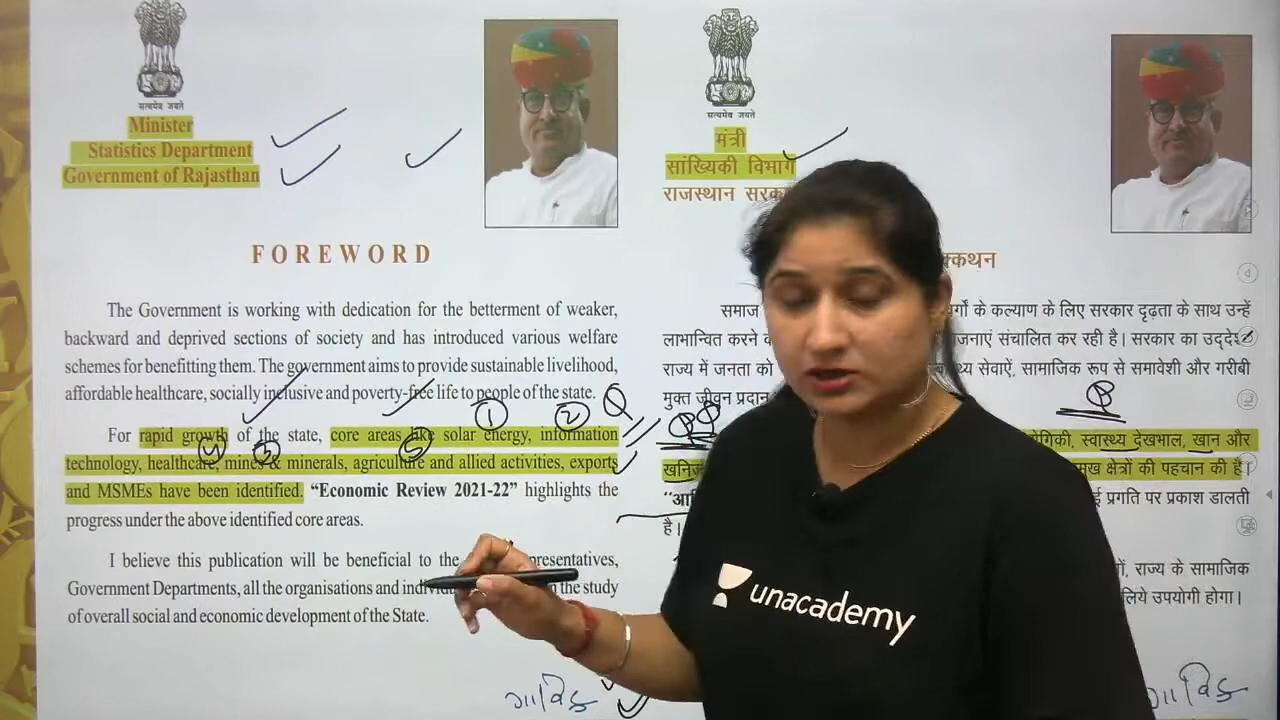 सत्यमेव जयते
Minister
Statistics Department
Government of Rajasthan
FOREWORD
The Government is working with dedication for the betterment of weaker,
backward and deprived sections of society and has introduced various welfare
schemes for benefitting them. The government aims to provide sustainable livelihood,
affordable healthcare, socially inclusive and poverty-free life to people of the state.
① ② Q
For rapid growth of the state, core areas like solar energy, information
④ ③ ⑤
technology, healthcare, mines & minerals, agriculture and allied activities, exports
and MSMEs have been identified. “Economic Review 2021-22” highlights the
progress under the above identified core areas.
I believe this publication will be beneficial to the
Government Departments, all the organisations and the study
of overall social and economic development of the State.
सत्यमेव जयते
मंत्री
सांख्यिकी विभाग
राजस्थान
क्कथन
समाज र्गों के कल्याण के लिए सरकार दृढ़ता के साथ उन्हें
लाभान्वित करने जनाएं संचालित कर रही है। सरकार का
राज्य में जनता को सेवाएें, सामाजिक रूप से समावेशी और गरीबी
मुक्त जीवन
स्वास्थ्य देखभाल, खान और
क्षेत्रों की पहचान की है।
प्रगति पर प्रकाश डालती
है।
राज्य के सामाजिक
लिये उपयोगी होगा।
unacademy